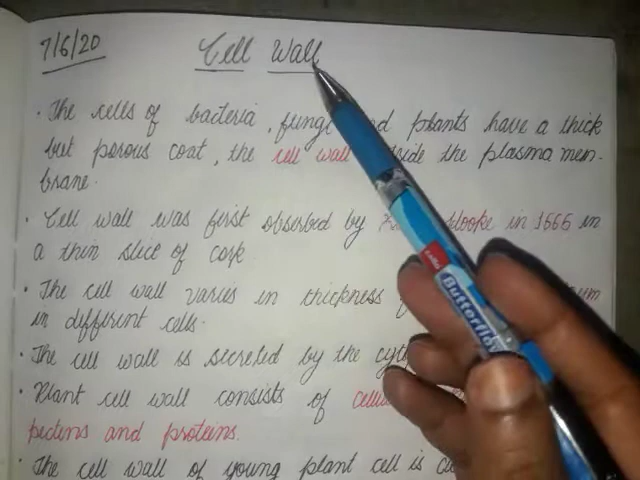 7/6/20
Cell Wall
· The cells of bacteria, fungi and plants have a thick
but porous coat, the cell wall outside the plasma mem-
brane.
· Cell wall was first observed by Hooke in 1666 in
a thin slice of cork
· The cell wall varies in thickness
in different cells.
· The cell wall is secreted by the
· Plant cell wall consists of
pectins and proteins.
· The cell wall of young plant cell is
cello
Butterflow